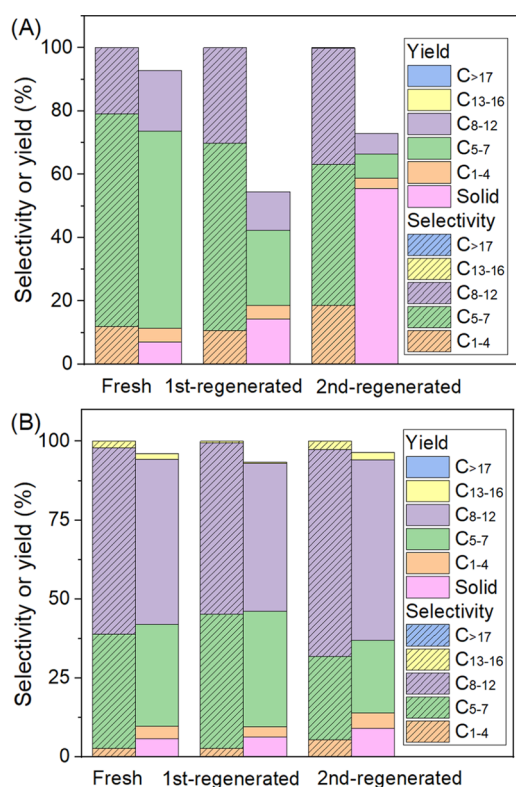 (A)
Selectivity or yield (%)
100
80
60
40
20
0
Fresh 1st-regenerated 2nd-regenerated
Yield
C>17
C13-16
C8-12
C5-7
C1-4
Solid
Selectivity
C>17
C13-16
C8-12
C5-7
C1-4
(B)
Selectivity or yield (%)
100
75
50
25
0
Fresh 1st-regenerated 2nd-regenerated
Yield
C>17
C13-16
C8-12
C5-7
C1-4
Solid
Selectivity
C>17
C13-16
C8-12
C5-7
C1-4